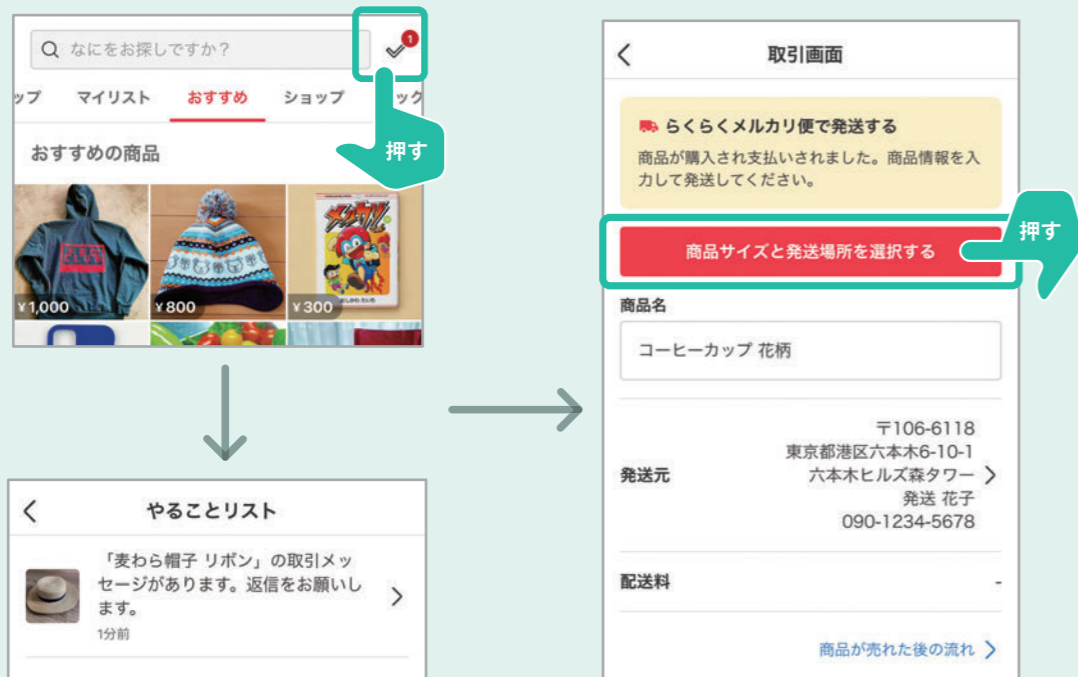 なにをお探しですか？
1
ップ マイリスト おすすめ ショップ ック
押す
おすすめの商品
¥1,000
¥800
メルカリ
¥300
やることリスト
「麦わら帽子 リボン」の取引メッ
セージがあります。返信をお願いし
ます。
1分前
取引画面
らくらくメルカリ便で発送する
商品が購入され支払いされました。商品情報を入
力して発送してください。
商品サイズと発送場所を選択する
押す
商品名
コーヒーカップ 花柄
発送元
〒106-6118
東京都港区六本木6-10-1
六本木ヒルズ森タワー
発送 花子
090-1234-5678
配送料 -
商品が売れた後の流れ